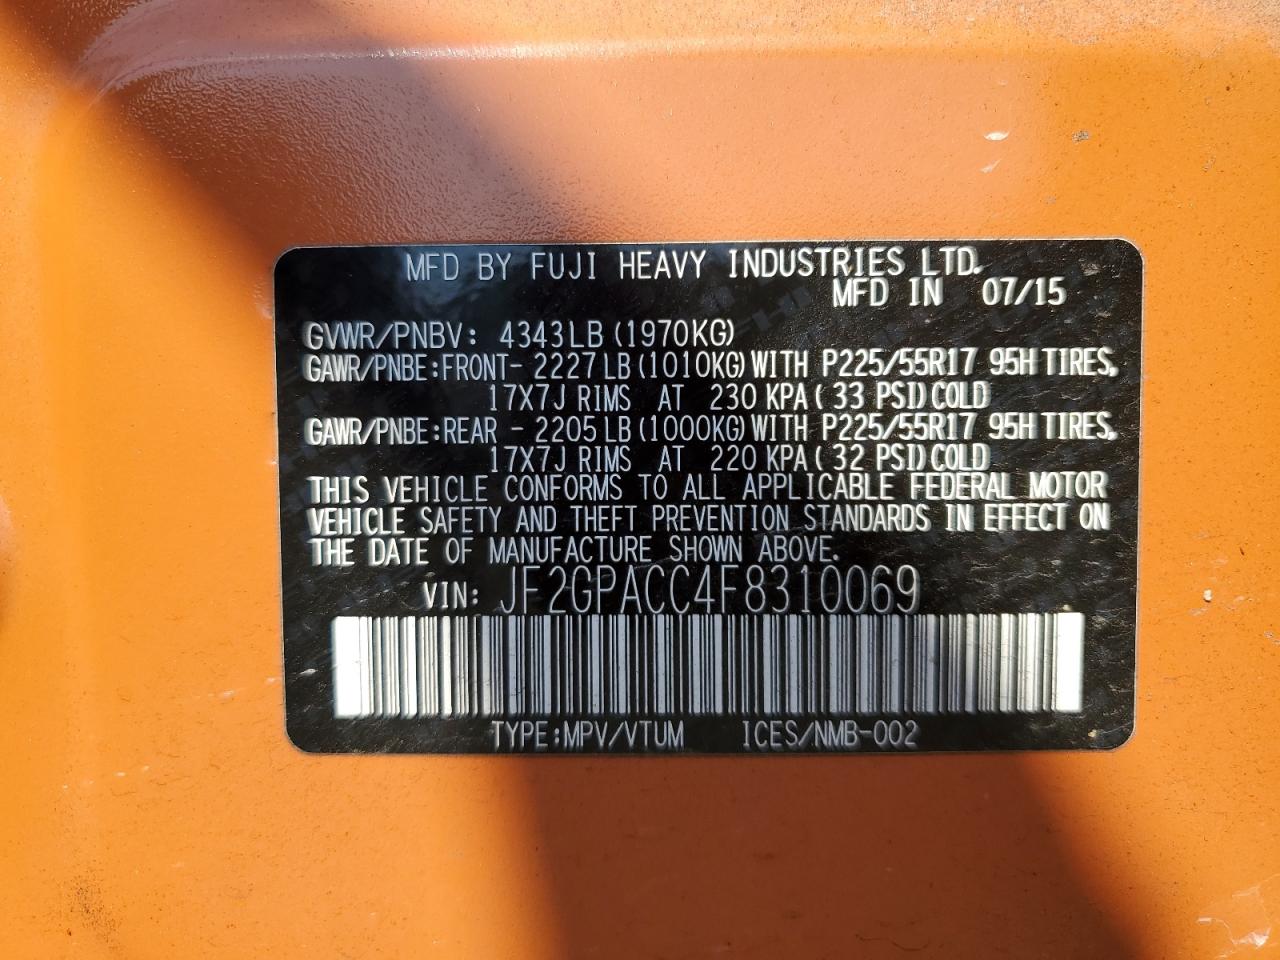 MFD BY FUJI HEAVY INDUSTRIES LTD.
MFD IN 07/15
GVWR/PNBV: 4343LB (1970KG)
GAWR/PNBE:FRONT- 2227LB (1010KG) WITH P225/55R17 95H TIRES,
17X7J RIMS AT 230 KPA ( 33 PSI) COLD
GAWR/PNBE:REAR - 2205LB (1000KG) WITH P225/55R17 95H TIRES,
17X7J RIMS AT 220 KPA ( 32 PSI) COLD
THIS VEHICLE CONFORMS TO ALL APPLICABLE FEDERAL MOTOR
VEHICLE SAFETY AND THEFT PREVENTION STANDARDS IN EFFECT ON
THE DATE OF MANUFACTURE SHOWN ABOVE.
VIN: JF2GPACC4F8310069
TYPE:MPV/VTUM ICES/NMB-002